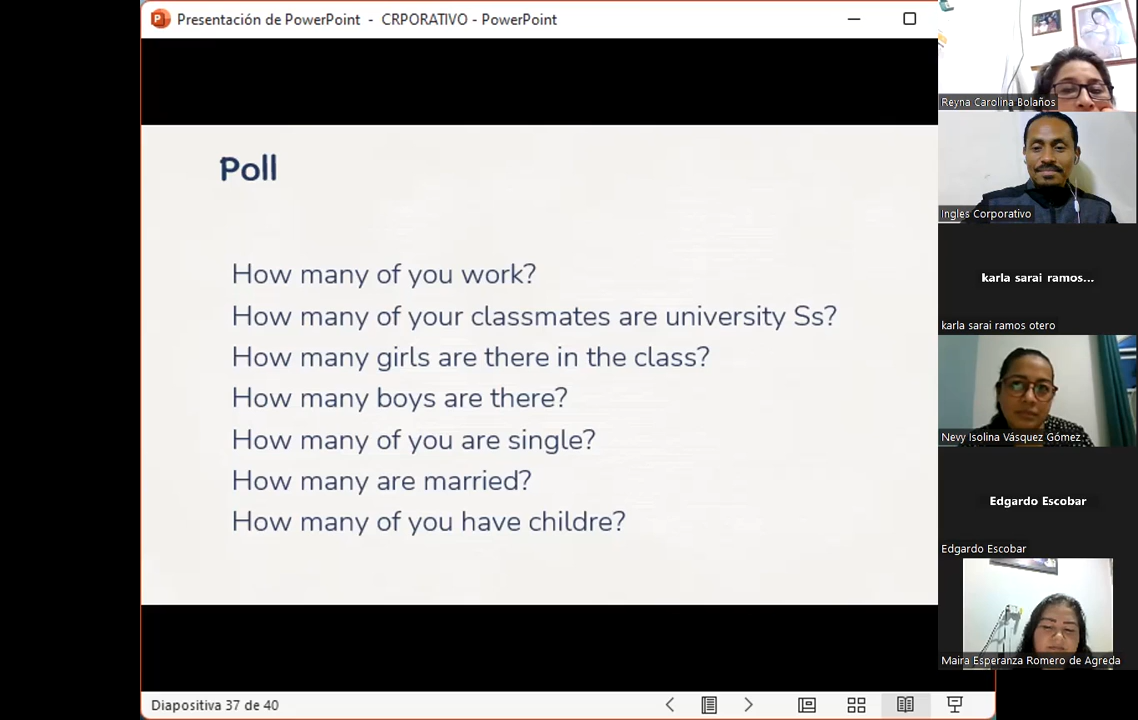 Presentación de PowerPoint - CRPORATIVO - PowerPoint
Poll
How many of you work?
How many of your classmates are university Ss?
How many girls are there in the class?
How many boys are there?
How many of you are single?
How many are married?
How many of you have childre?
Diapositiva 37 de 40
Reyna Carolina Bolaños
Ingles Corporativo
karla sarai ramos...
karla sarai ramos otero
Nevy Isolina Vásquez Gómez
Edgardo Escobar
Edgardo Escobar
Maira Esperanza Romero de Agreda